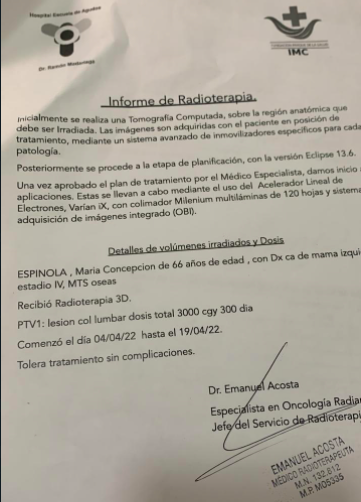 Hospital Escuela de Agudos
Dr. Ramón Madariaga
IMC
Informe de Radioterapia.
Inicialmente se realiza una Tomografía Computada, sobre la región anatómica que
debe ser Irradiada. Las imágenes son adquiridas con el paciente en posición de
tratamiento, mediante un sistema avanzado de inmovilizadores específicos para cada
patología.
Posteriormente se procede a la etapa de planificación, con la versión Eclipse 13.6.
Una vez aprobado el plan de tratamiento por el Médico Especialista, damos inicio
aplicaciones. Estas se llevan a cabo mediante el uso del Acelerador Lineal de
Electrones, Varian iX, con colimador Milenium multiláminas de 120 hojas y sistema
adquisición de imágenes integrado (OBI).
Detalles de volúmenes irradiados y Dosis
ESPINOLA , Maria Concepcion de 66 años de edad , con Dx ca de mama izqui
estadio IV, MTS oseas
Recibió Radioterapia 3D.
PTV1: lesion col lumbar dosis total 3000 cgy 300 dia
Comenzó el día 04/04/22 hasta el 19/04/22.
Tolera tratamiento sin complicaciones.
Dr. Emanuel Acosta
Especialista en Oncología Radian
Jefe del Servicio de Radioterapi
EMANUEL ACOSTA
MEDICO RADIOTERAPEUTA
M.N. 132.812
M.P. M05335